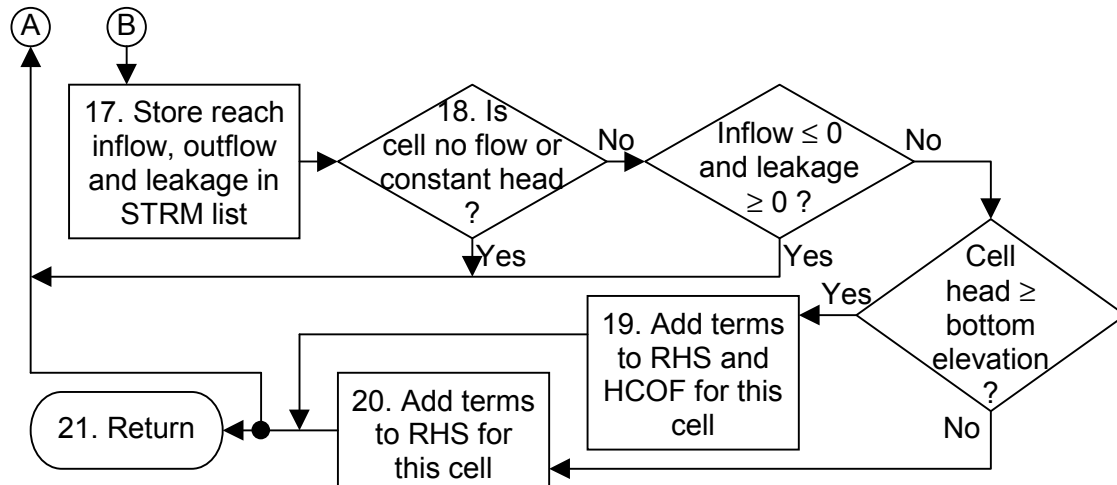 A
B
17. Store reach
inflow, outflow
and leakage in
STRM list
18. Is
cell no flow or
constant head
?
No
Yes
Inflow ≤ 0
and leakage
≥ 0 ?
No
Yes
Cell
head ≥
bottom
elevation
?
Yes
No
19. Add terms
to RHS and
HCOF for this
cell
20. Add terms
to RHS for
this cell
21. Return